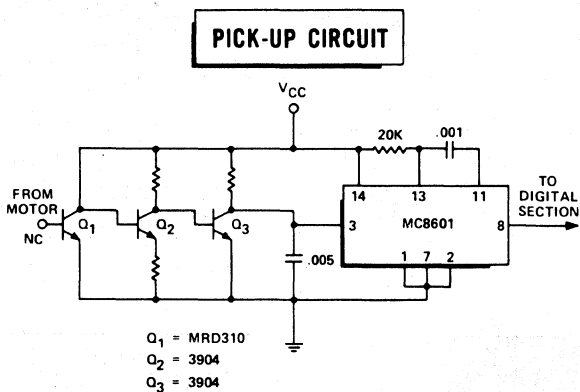 PICK-UP CIRCUIT
VCC
20K
.001
FROM
MOTOR
NC
Q1
Q2
Q3
.005
14
13
11
3
MC8601
8
1
7
2
TO
DIGITAL
SECTION
Q1 = MRD310
Q2 = 3904
Q3 = 3904